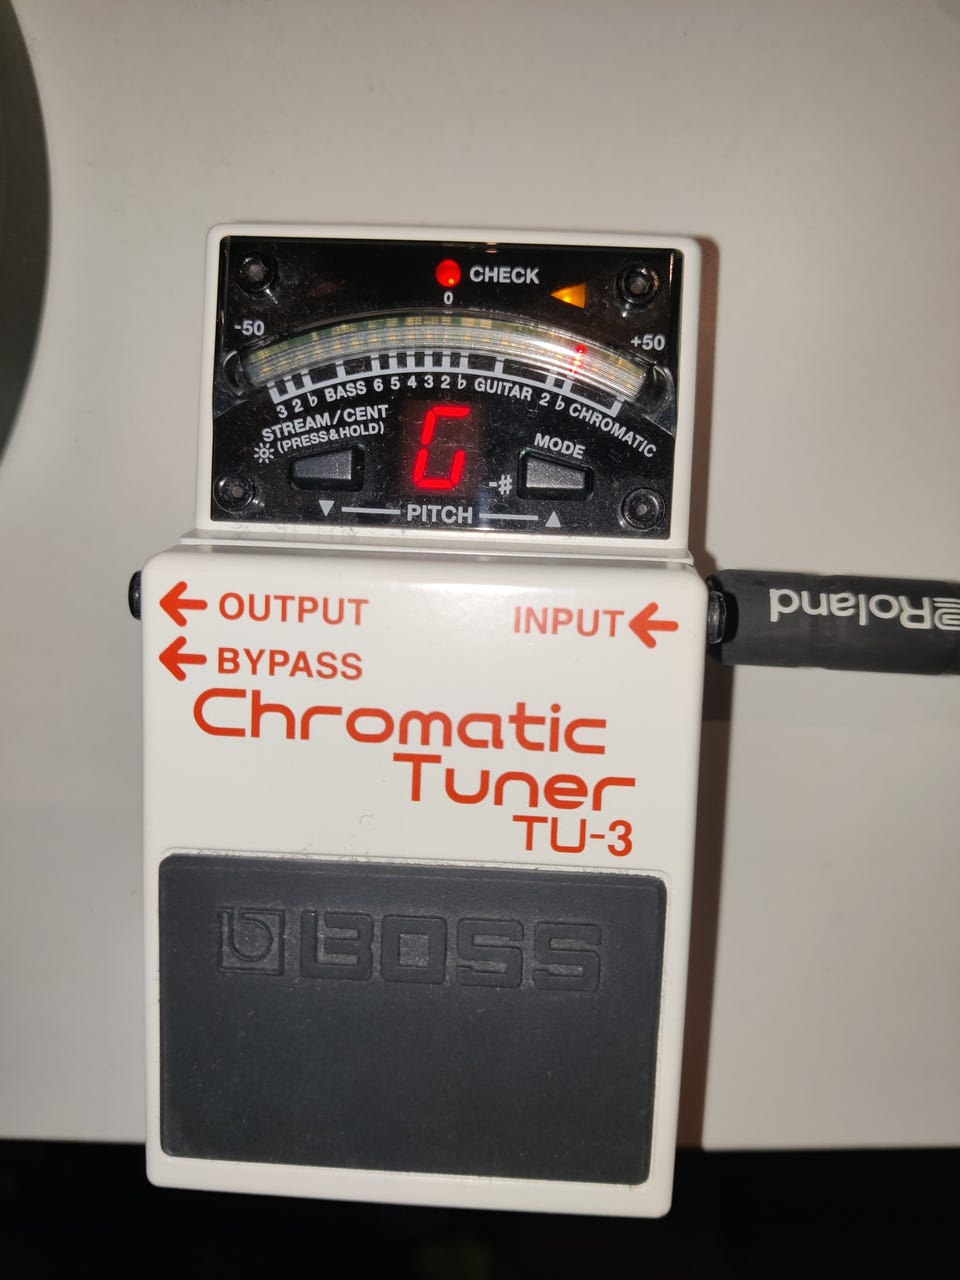 CHECK
0
-50
+50
3 2 ♭ BASS 6 5 4 3 2 ♭ GUITAR 2 ♭ CHROMATIC
STREAM/CENT
(PRESS&HOLD)
G
MODE
-#
▼ PITCH ▲
OUTPUT
INPUT
BYPASS
Roland
Chromatic
Tuner
TU-3
BOSS